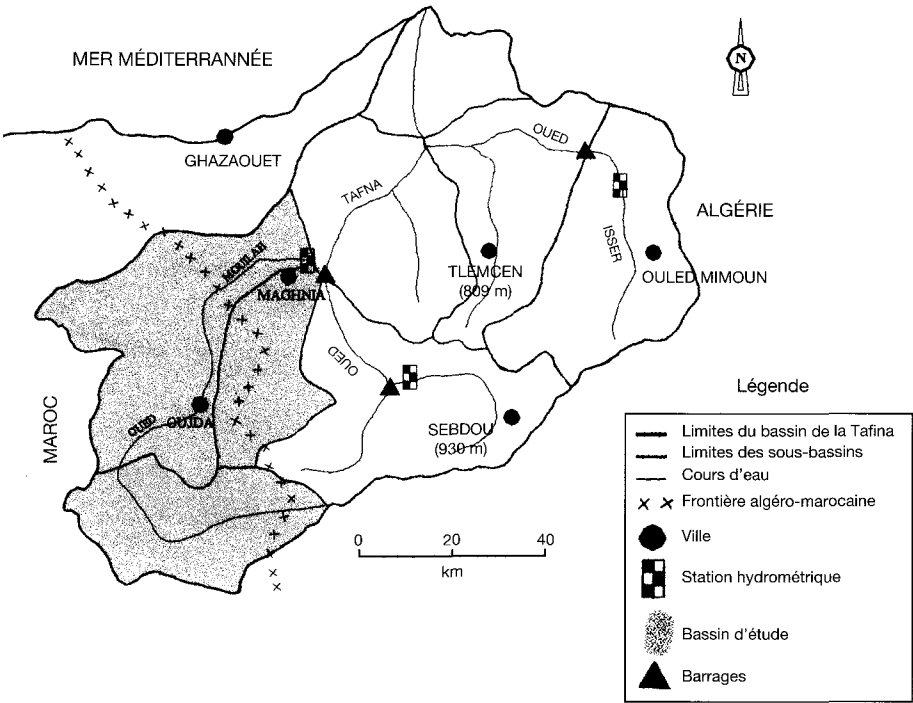 MER MÉDITERRANNÉE
N
GHAZAOUET
OUED
TAFNA
ALGÉRIE
ISSER
MOUILAH
TLEMCEN
(809 m)
OULED MIMOUN
MAGHNIA
OUED
MAROC
OUED
OUJDA
SEBDOU
(930 m)
0 20 40
km
Légende
Limites du bassin de la Tafina
Limites des sous-bassins
Cours d'eau
Frontière algéro-marocaine
Ville
Station hydrométrique
Bassin d'étude
Barrages